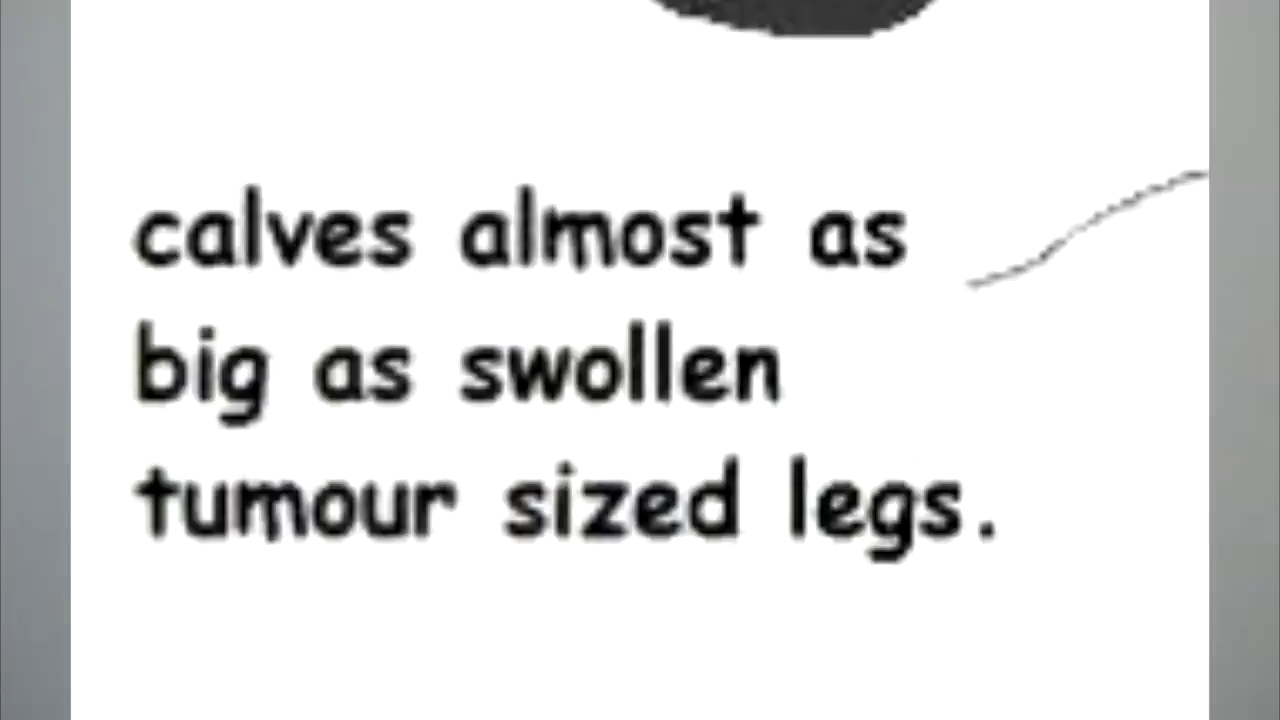 calves almost as
big as swollen
tumour sized legs.